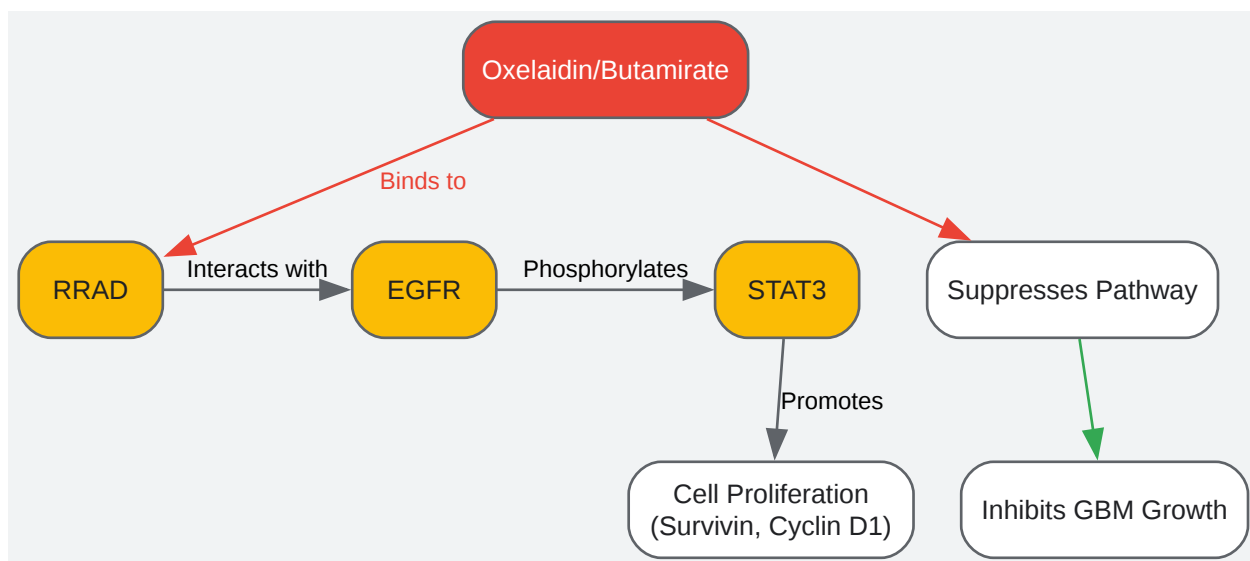 Oxelaidin/Butamirate
Binds to
RRAD
Interacts with
EGFR
Phosphorylates
STAT3
Suppresses Pathway
Promotes
Cell Proliferation
(Survivin, Cyclin D1)
Inhibits GBM Growth